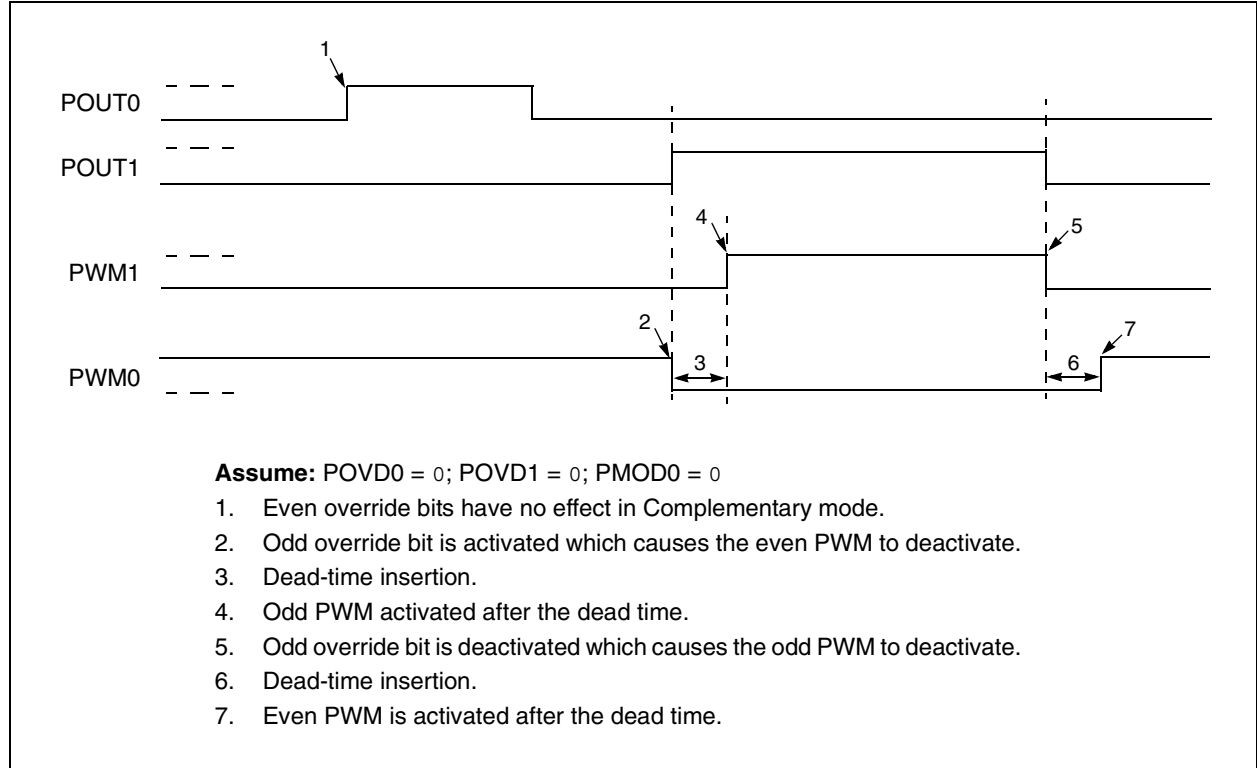 1
POUT0
POUT1
4
5
PWM1
2
7
3
6
PWM0
Assume: POVD0 = 0; POVD1 = 0; PMOD0 = 0
1. Even override bits have no effect in Complementary mode.
2. Odd override bit is activated which causes the even PWM to deactivate.
3. Dead-time insertion.
4. Odd PWM activated after the dead time.
5. Odd override bit is deactivated which causes the odd PWM to deactivate.
6. Dead-time insertion.
7. Even PWM is activated after the dead time.